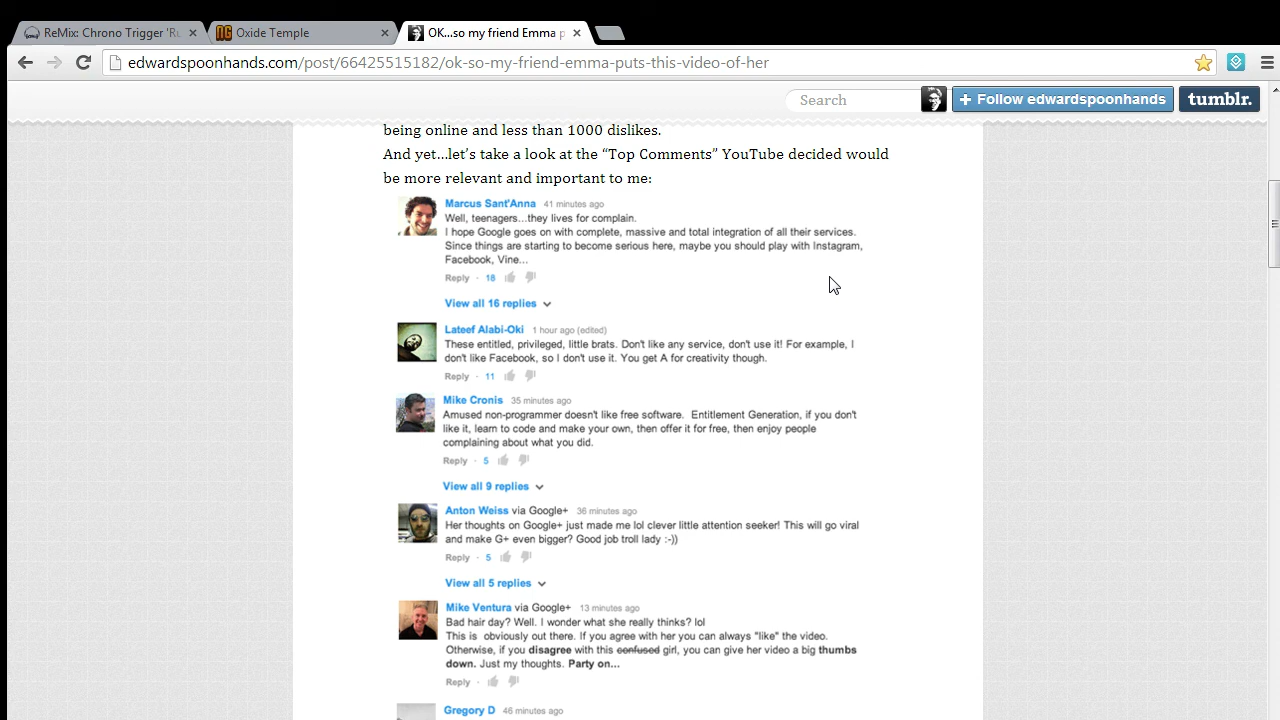 ReMix: Chrono Trigger 'Ru
Oxide Temple
OK...so my friend Emma p
edwardspoonhands.com/post/66425515182/ok-so-my-friend-emma-puts-this-video-of-her
Search
+ Follow edwardspoonhands
tumblr.
being online and less than 1000 dislikes.
And yet...let's take a look at the “Top Comments” YouTube decided would
be more relevant and important to me:
Marcus Sant'Anna 41 minutes ago
Well, teenagers...they lives for complain.
I hope Google goes on with complete, massive and total integration of all their services.
Since things are starting to become serious here, maybe you should play with Instagram,
Facebook, Vine...
Reply · 18
View all 16 replies
Lateef Alabi-Oki 1 hour ago (edited)
These entitled, privileged, little brats. Don't like any service, don't use it! For example, I
don't like Facebook, so I don't use it. You get A for creativity though.
Reply · 11
Mike Cronis 35 minutes ago
Amused non-programmer doesn't like free software. Entitlement Generation, if you don't
like it, learn to code and make your own, then offer it for free, then enjoy people
complaining about what you did.
Reply · 5
View all 9 replies
Anton Weiss via Google+ 36 minutes ago
Her thoughts on Google+ just made me lol clever little attention seeker! This will go viral
and make G+ even bigger? Good job troll lady :-))
Reply · 5
View all 5 replies
Mike Ventura via Google+ 13 minutes ago
Bad hair day? Well. I wonder what she really thinks? lol
This is obviously out there. If you agree with her you can always "like" the video.
Otherwise, if you disagree with this confused girl, you can give her video a big thumbs
down. Just my thoughts. Party on...
Reply ·
Gregory D 46 minutes ago